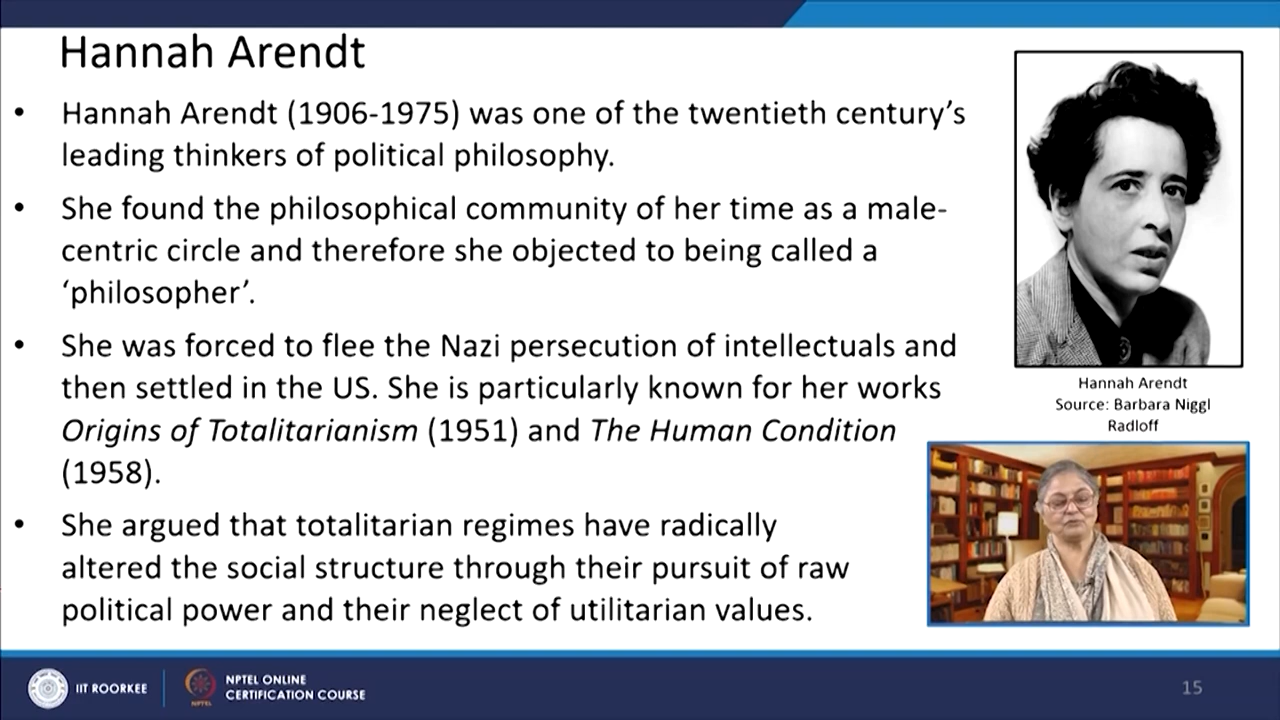 Hannah Arendt
• Hannah Arendt (1906-1975) was one of the twentieth century’s
leading thinkers of political philosophy.
• She found the philosophical community of her time as a male-
centric circle and therefore she objected to being called a
‘philosopher’.
• She was forced to flee the Nazi persecution of intellectuals and
then settled in the US. She is particularly known for her works
Origins of Totalitarianism (1951) and The Human Condition
(1958).
• She argued that totalitarian regimes have radically
altered the social structure through their pursuit of raw
political power and their neglect of utilitarian values.
Hannah Arendt
Source: Barbara Niggl
Radloff
IIT ROORKEE
NPTEL
NPTEL ONLINE
CERTIFICATION COURSE
15